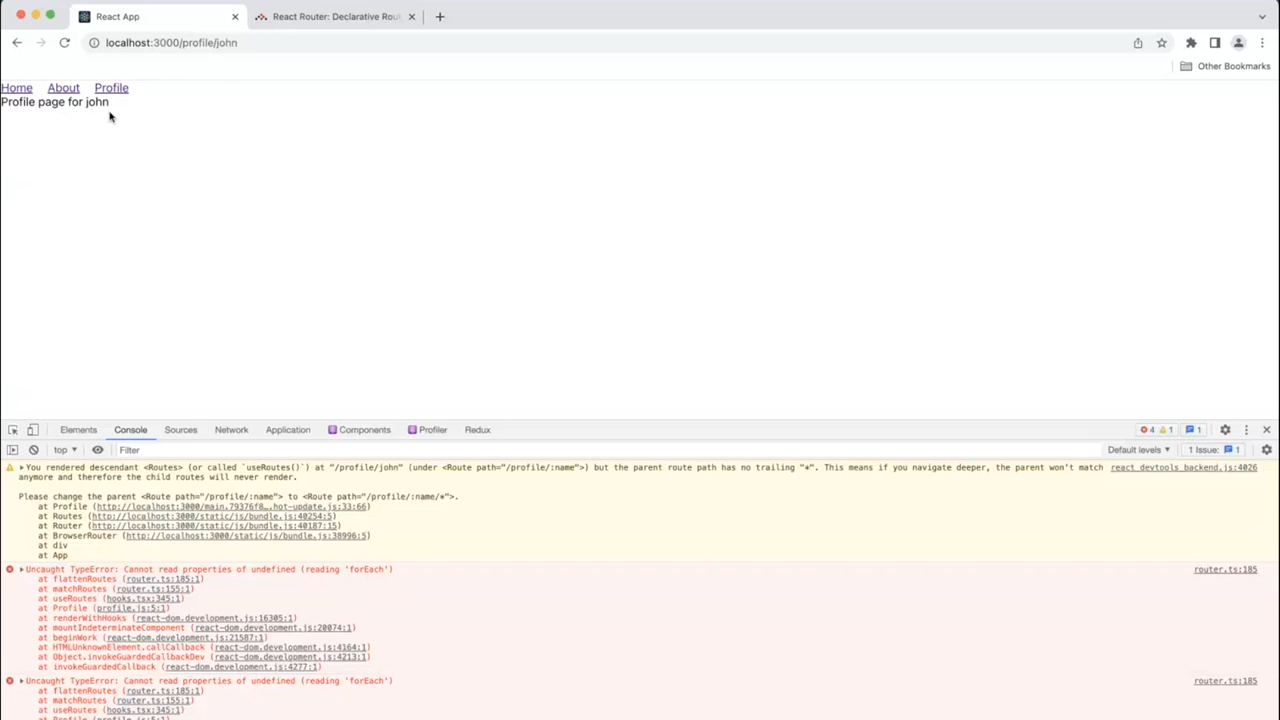 React App
React Router: Declarative Rou
localhost:3000/profile/john
Other Bookmarks
Home About Profile
Profile page for john
Elements Console Sources Network Application Components Profiler Redux 4 1 1
top Filter Default levels 1 Issue: 1
You rendered descendant <Routes> (or called `useRoutes()`) at "/profile/john" (under <Route path="/profile/:name">) but the parent route path has no trailing "*". This means if you navigate deeper, the parent won't match react_devtools_backend.js:4026
anymore and therefore the child routes will never render.
Please change the parent <Route path="/profile/:name"> to <Route path="/profile/:name/*">.
at Profile (http://localhost:3000/main.79376f8….hot-update.js:33:66)
at Routes (http://localhost:3000/static/js/bundle.js:40254:5)
at Router (http://localhost:3000/static/js/bundle.js:40187:15)
at BrowserRouter (http://localhost:3000/static/js/bundle.js:38996:5)
at div
at App
Uncaught TypeError: Cannot read properties of undefined (reading 'forEach') router.ts:185
at flattenRoutes (router.ts:185:1)
at matchRoutes (router.ts:155:1)
at useRoutes (hooks.tsx:345:1)
at Profile (profile.js:5:1)
at renderWithHooks (react-dom.development.js:16305:1)
at mountIndeterminateComponent (react-dom.development.js:20074:1)
at beginWork (react-dom.development.js:21587:1)
at HTMLUnknownElement.callCallback (react-dom.development.js:4164:1)
at Object.invokeGuardedCallbackDev (react-dom.development.js:4213:1)
at invokeGuardedCallback (react-dom.development.js:4277:1)
Uncaught TypeError: Cannot read properties of undefined (reading 'forEach') router.ts:185
at flattenRoutes (router.ts:185:1)
at matchRoutes (router.ts:155:1)
at useRoutes (hooks.tsx:345:1)
at Profile (profile.js:5:1)